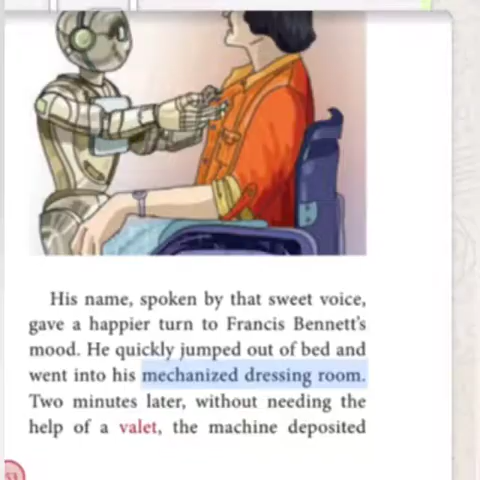 His name, spoken by that sweet voice,
gave a happier turn to Francis Bennett's
mood. He quickly jumped out of bed and
went into his mechanized dressing room.
Two minutes later, without needing the
help of a valet, the machine deposited